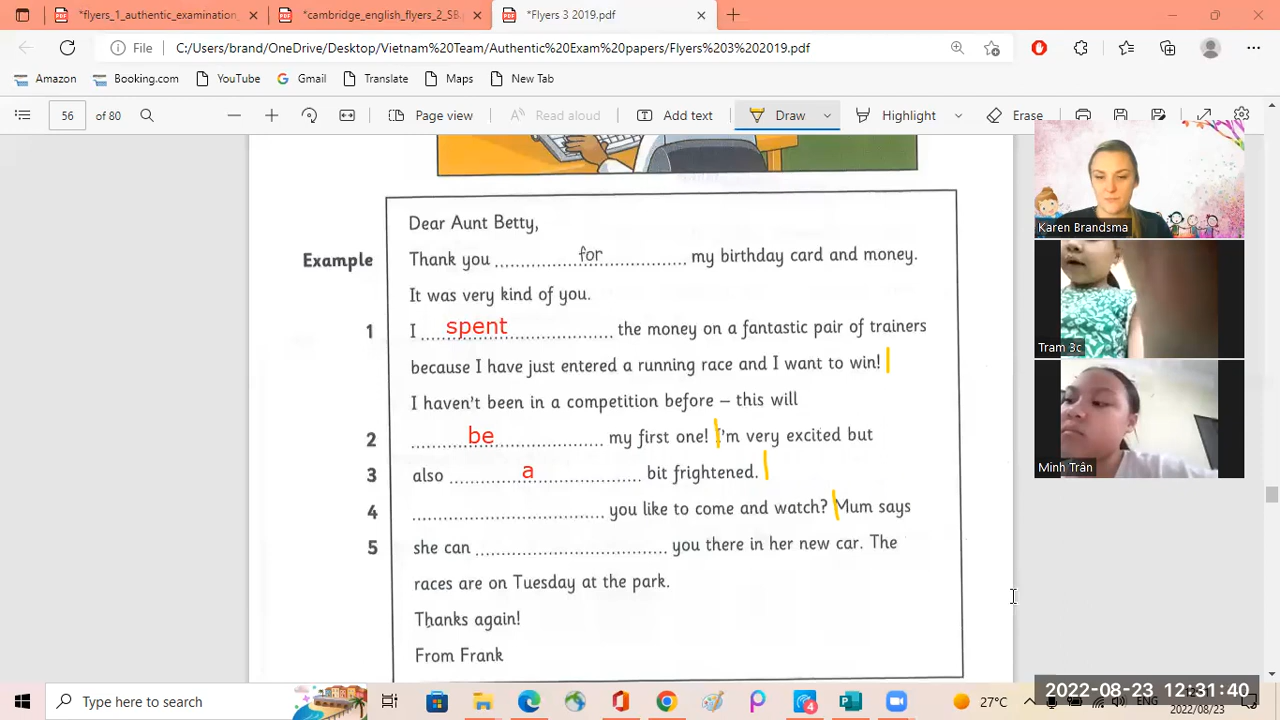 *flyers_1_authentic_examination_
*cambridge_english_flyers_2_SB.p
*Flyers 3 2019.pdf
File
C:/Users/brand/OneDrive/Desktop/Vietnam%20Team/Authentic%20Exam%20papers/Flyers%203%202019.pdf
Amazon
Booking.com
YouTube
Gmail
Translate
Maps
New Tab
56 of 80
Page view
Read aloud
Add text
Draw
Highlight
Erase
Dear Aunt Betty,
Example Thank you ........ for ........ my birthday card and money.
It was very kind of you.
1 I ........ spent ........ the money on a fantastic pair of trainers
because I have just entered a running race and I want to win!
I haven't been in a competition before – this will
2 ........ be ........ my first one! I'm very excited but
3 also ........ a ........ bit frightened.
4 ........ you like to come and watch? Mum says
5 she can ........ you there in her new car. The
races are on Tuesday at the park.
Thanks again!
From Frank
Karen Brandsma
Tram 3c
Minh Trân
Type here to search
4
27°C
ENG
2022-08-23 12:31:40
2022/08/23